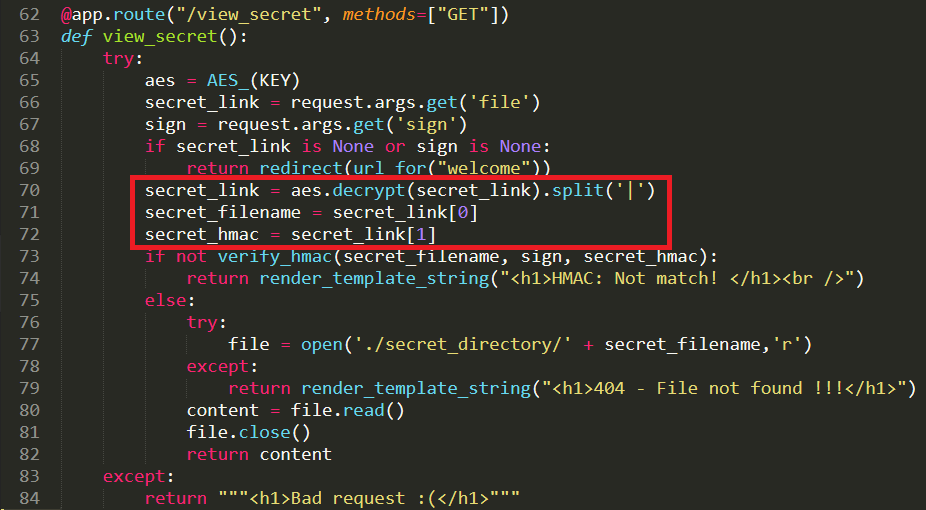 62 @app.route("/view_secret", methods=["GET"])
63 def view_secret():
64     try:
65         aes = AES_(KEY)
66         secret_link = request.args.get('file')
67         sign = request.args.get('sign')
68         if secret_link is None or sign is None:
69             return redirect(url_for("welcome"))
70         secret_link = aes.decrypt(secret_link).split('|')
71         secret_filename = secret_link[0]
72         secret_hmac = secret_link[1]
73         if not verify_hmac(secret_filename, sign, secret_hmac):
74             return render_template_string("<h1>HMAC: Not match! </h1><br />")
75         else:
76             try:
77                 file = open('./secret_directory/' + secret_filename,'r')
78             except:
79                 return render_template_string("<h1>404 - File not found !!!</h1>")
80             content = file.read()
81             file.close()
82             return content
83     except:
84         return """<h1>Bad request :(</h1>"""